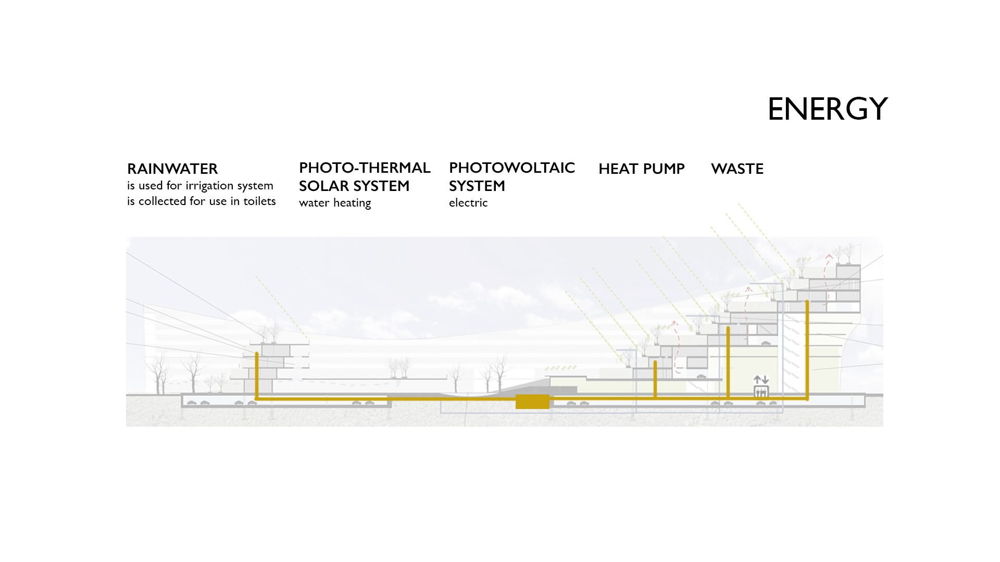 ENERGY
RAINWATER
is used for irrigation system
is collected for use in toilets
PHOTO-THERMAL
SOLAR SYSTEM
water heating
PHOTOWOLTAIC
SYSTEM
electric
HEAT PUMP
WASTE